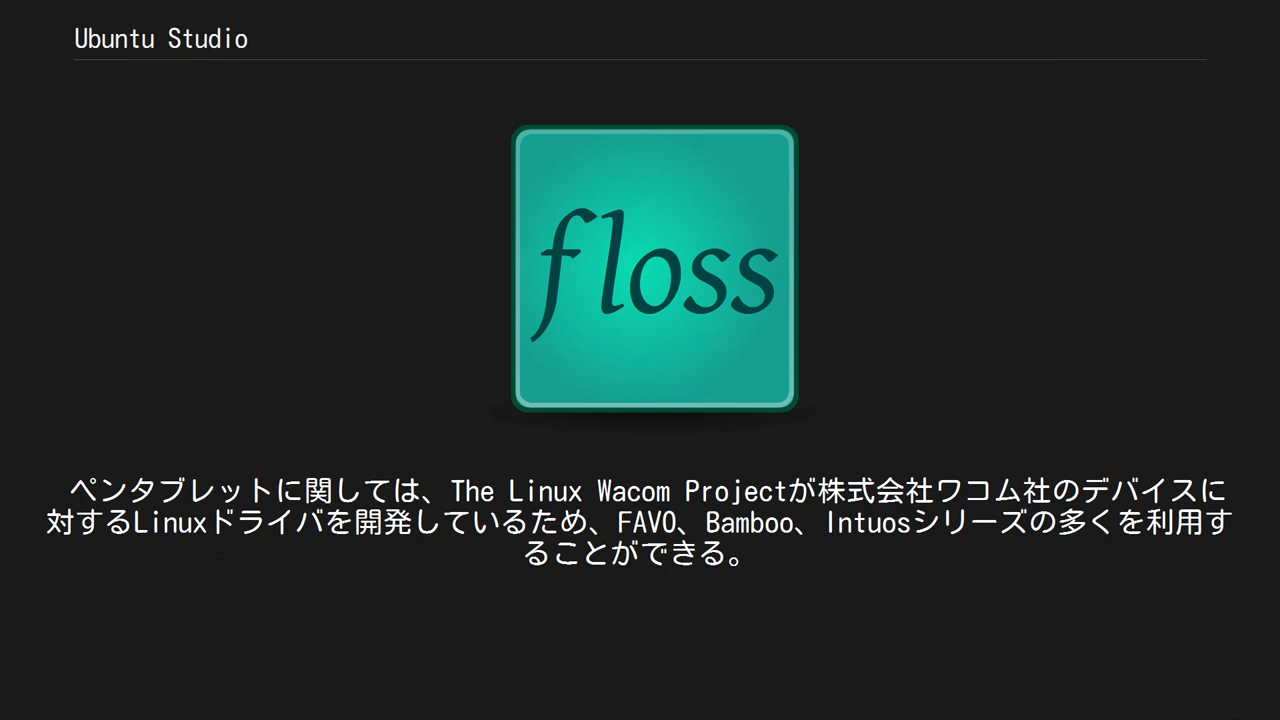 Ubuntu Studio
floss
ペンタブレットに関しては、The Linux Wacom Projectが株式会社ワコム社のデバイスに
対するLinuxドライバを開発しているため、FAVO、Bamboo、Intuosシリーズの多くを利用す
ることができる。